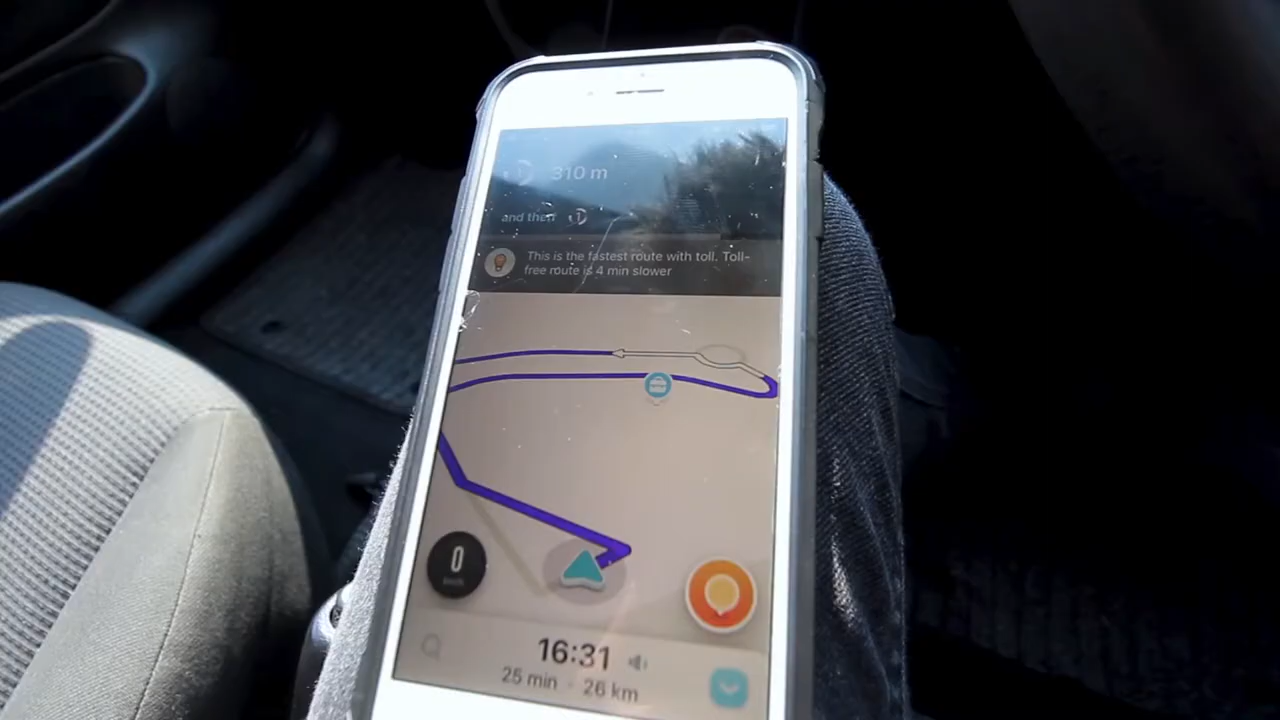 310 m
and then
This is the fastest route with toll. Toll-
free route is 4 min slower
0
km/h
16:31
25 min · 26 km